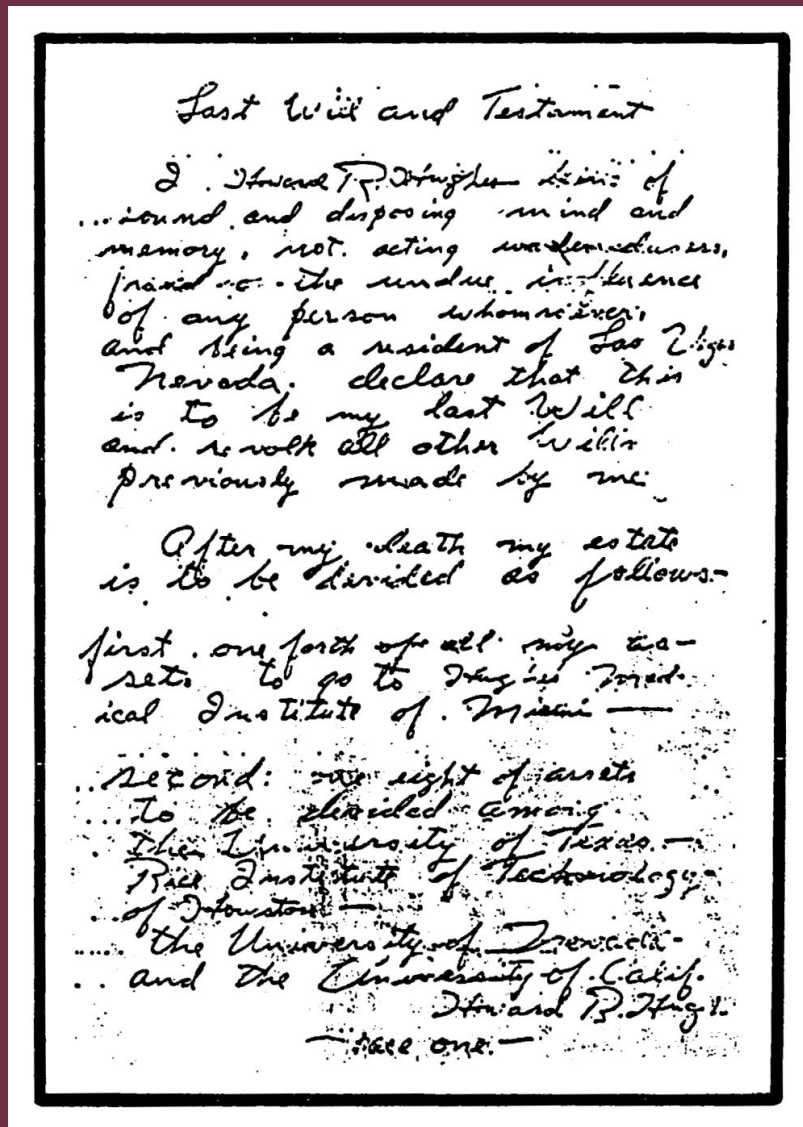 Last Will and Testament
I Howard R. Hughes being of
sound and disposing mind and
memory, not acting under duress,
fraud or the undue influence
of any person whomsoever,
and being a resident of Las Vegas
Nevada. declare that this
is to be my last Will
and revolk all other Wills
previously made by me
After my death my estate
is to be devided as follows-
first. one forth of all my as-
sets to go to Hughes Med-
ical Institute of Miami —
second: one eight of assets
to be devided among
the University of Texas —
Rice Institute of Technology
of Houston —
the University of Nevada -
and the University of Calif.
Howard R. Hughes
— page one. —